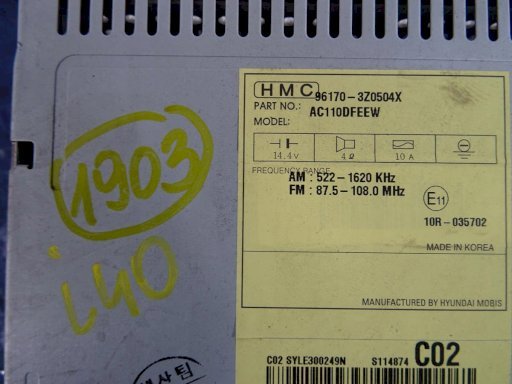 1903
i40
HMC
PART NO.: 96170-3Z0504X
MODEL: AC110DFEEW
14.4V 4Ω 10A
FREQUENCY RANGE
AM : 522-1620 KHz
FM : 87.5-108.0 MHz
E11
10R-035702
MADE IN KOREA
MANUFACTURED BY HYUNDAI MOBIS
C02 SYLE300249N S114874 C02